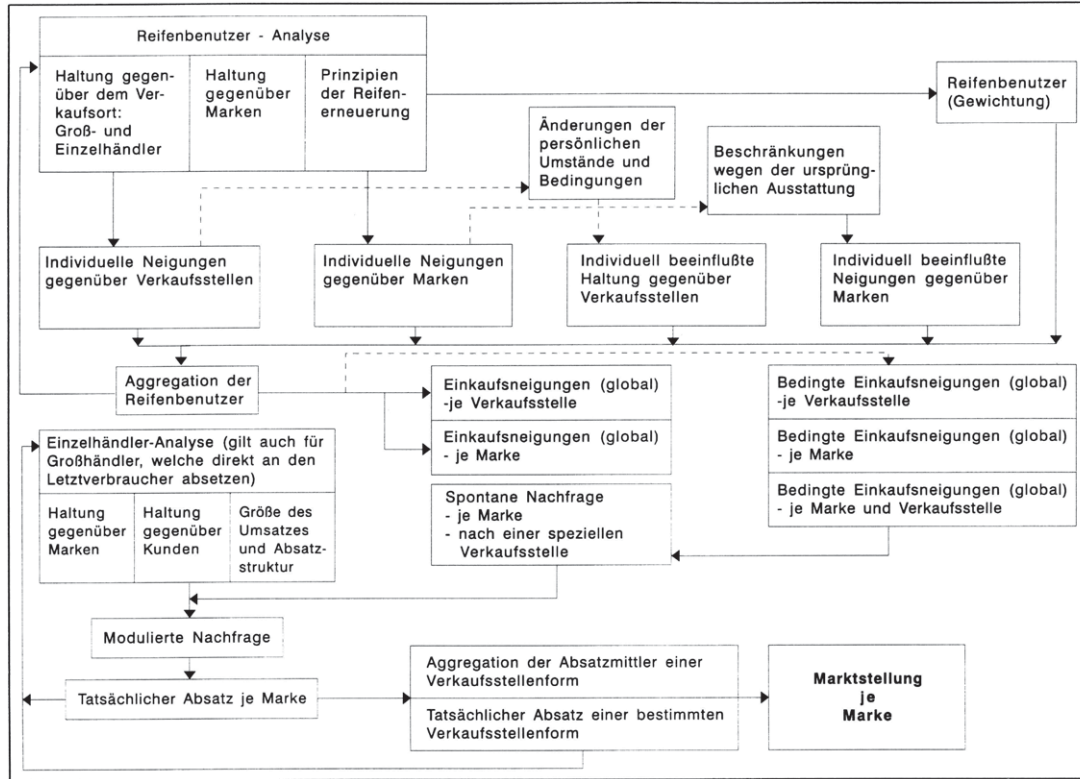 Reifenbenutzer - Analyse
Haltung gegen-
über dem Ver-
kaufsort:
Groß- und
Einzelhändler
Haltung
gegenüber
Marken
Prinzipien
der Reifen-
erneuerung
Reifenbenutzer
(Gewichtung)
Änderungen der
persönlichen
Umstände und
Bedingungen
Beschränkungen
wegen der ursprüng-
lichen Ausstattung
Individuelle Neigungen
gegenüber Verkaufsstellen
Individuelle Neigungen
gegenüber Marken
Individuell beeinflußte
Haltung gegenüber
Verkaufsstellen
Individuell beeinflußte
Neigungen gegenüber
Marken
Aggregation der
Reifenbenutzer
Einkaufsneigungen (global)
-je Verkaufsstelle
Einkaufsneigungen (global)
- je Marke
Bedingte Einkaufsneigungen (global)
-je Verkaufsstelle
Bedingte Einkaufsneigungen (global)
- je Marke
Bedingte Einkaufsneigungen (global)
- je Marke und Verkaufsstelle
Einzelhändler-Analyse (gilt auch für
Großhändler, welche direkt an den
Letztverbraucher absetzen)
Haltung
gegenüber
Marken
Haltung
gegenüber
Kunden
Größe des
Umsatzes
und Absatz-
struktur
Spontane Nachfrage
- je Marke
- nach einer speziellen
Verkaufsstelle
Modulierte Nachfrage
Tatsächlicher Absatz je Marke
Aggregation der Absatzmittler einer
Verkaufsstellenform
Tatsächlicher Absatz einer bestimmten
Verkaufsstellenform
Marktstellung
je
Marke